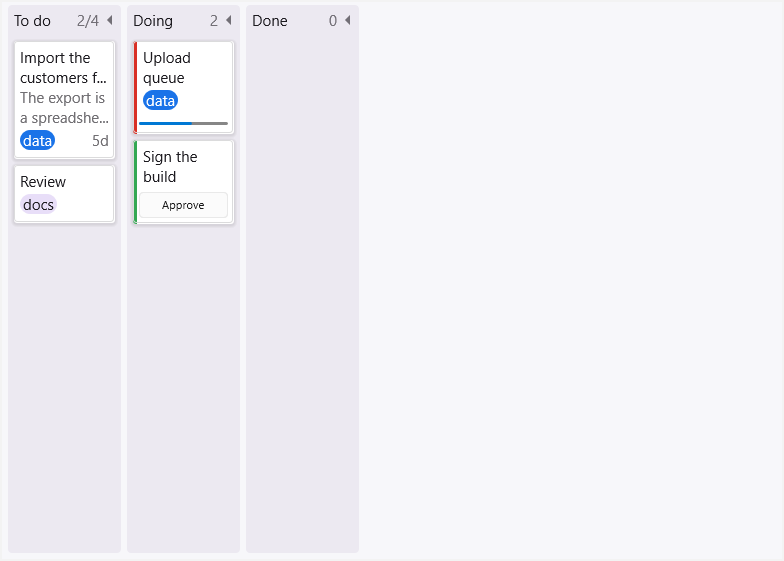 To do 2/4
Import the
customers f...
The export is
a spreadshe...
data 5d
Review
docs
Doing 2
Upload
queue
data
Sign the
build
Approve
Done 0